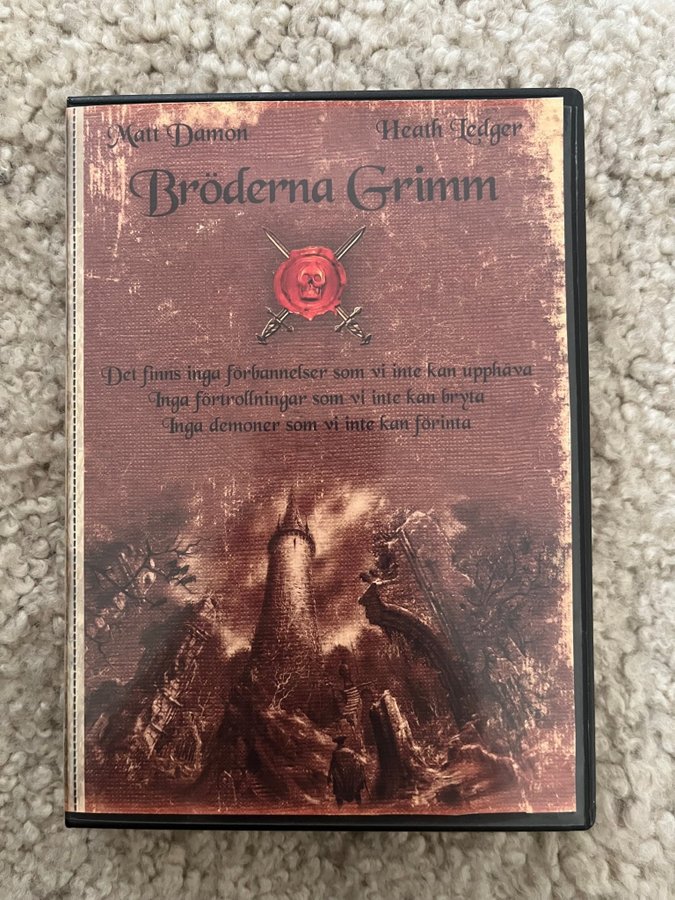 Matt Damon Heath Ledger
Bröderna Grimm
Det finns inga förbannelser som vi inte kan upphäva
Inga förtrollningar som vi inte kan bryta
Inga demoner som vi inte kan förinta